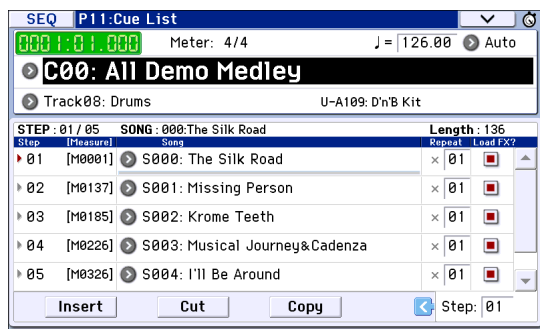 SEQ P11:Cue List
0001:01.000 Meter: 4/4 ♩= 126.00 Auto
C00: All Demo Medley
Track08: Drums U-A109: D'n'B Kit
STEP: 01/05 SONG: 000:The Silk Road Length: 136
Step [Measure] Song Repeat Load FX?
01 [M0001] S000: The Silk Road ×01
02 [M0137] S001: Missing Person ×01
03 [M0185] S002: Krome Teeth ×01
04 [M0226] S003: Musical Journey&Cadenza ×01
05 [M0326] S004: I'll Be Around ×01
Insert Cut Copy Step: 01